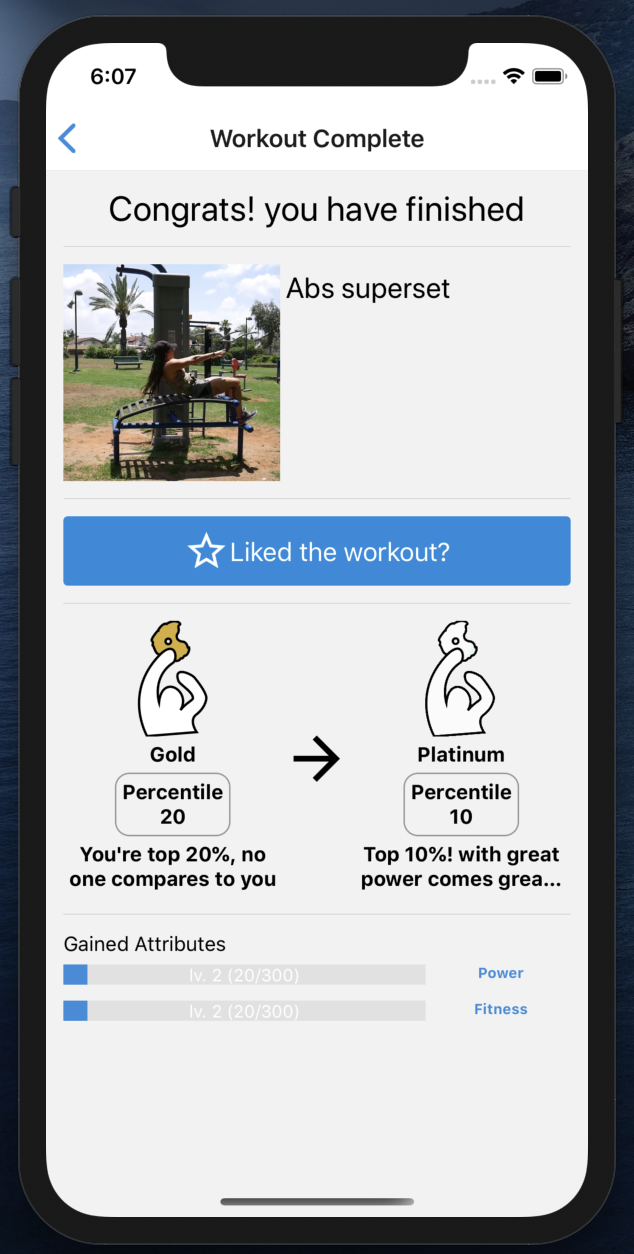 6:07
Workout Complete
Congrats! you have finished
Abs superset
Liked the workout?
Gold
Percentile
20
You're top 20%, no
one compares to you
Platinum
Percentile
10
Top 10%! with great
power comes grea...
Gained Attributes
lv. 2 (20/300)
Power
lv. 2 (20/300)
Fitness